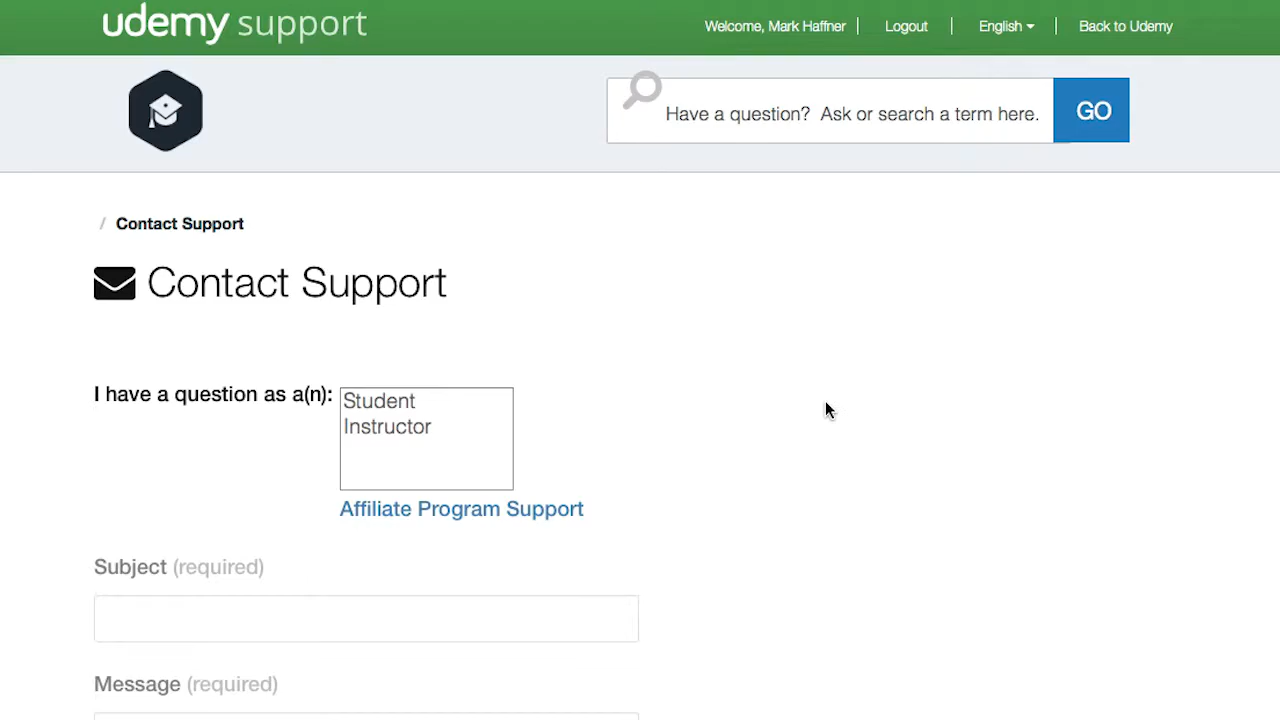 udemy support
Welcome, Mark Haffner | Logout | English | Back to Udemy
Have a question? Ask or search a term here. GO
/ Contact Support
Contact Support
I have a question as a(n): Student
Instructor
Affiliate Program Support
Subject (required)
Message (required)